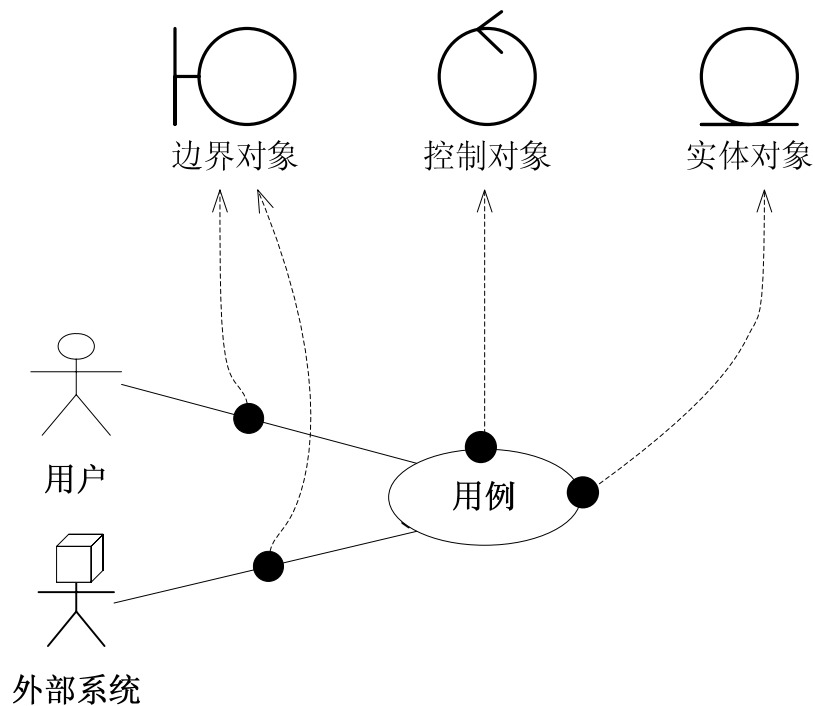 边界对象
控制对象
实体对象
用户
用例
外部系统